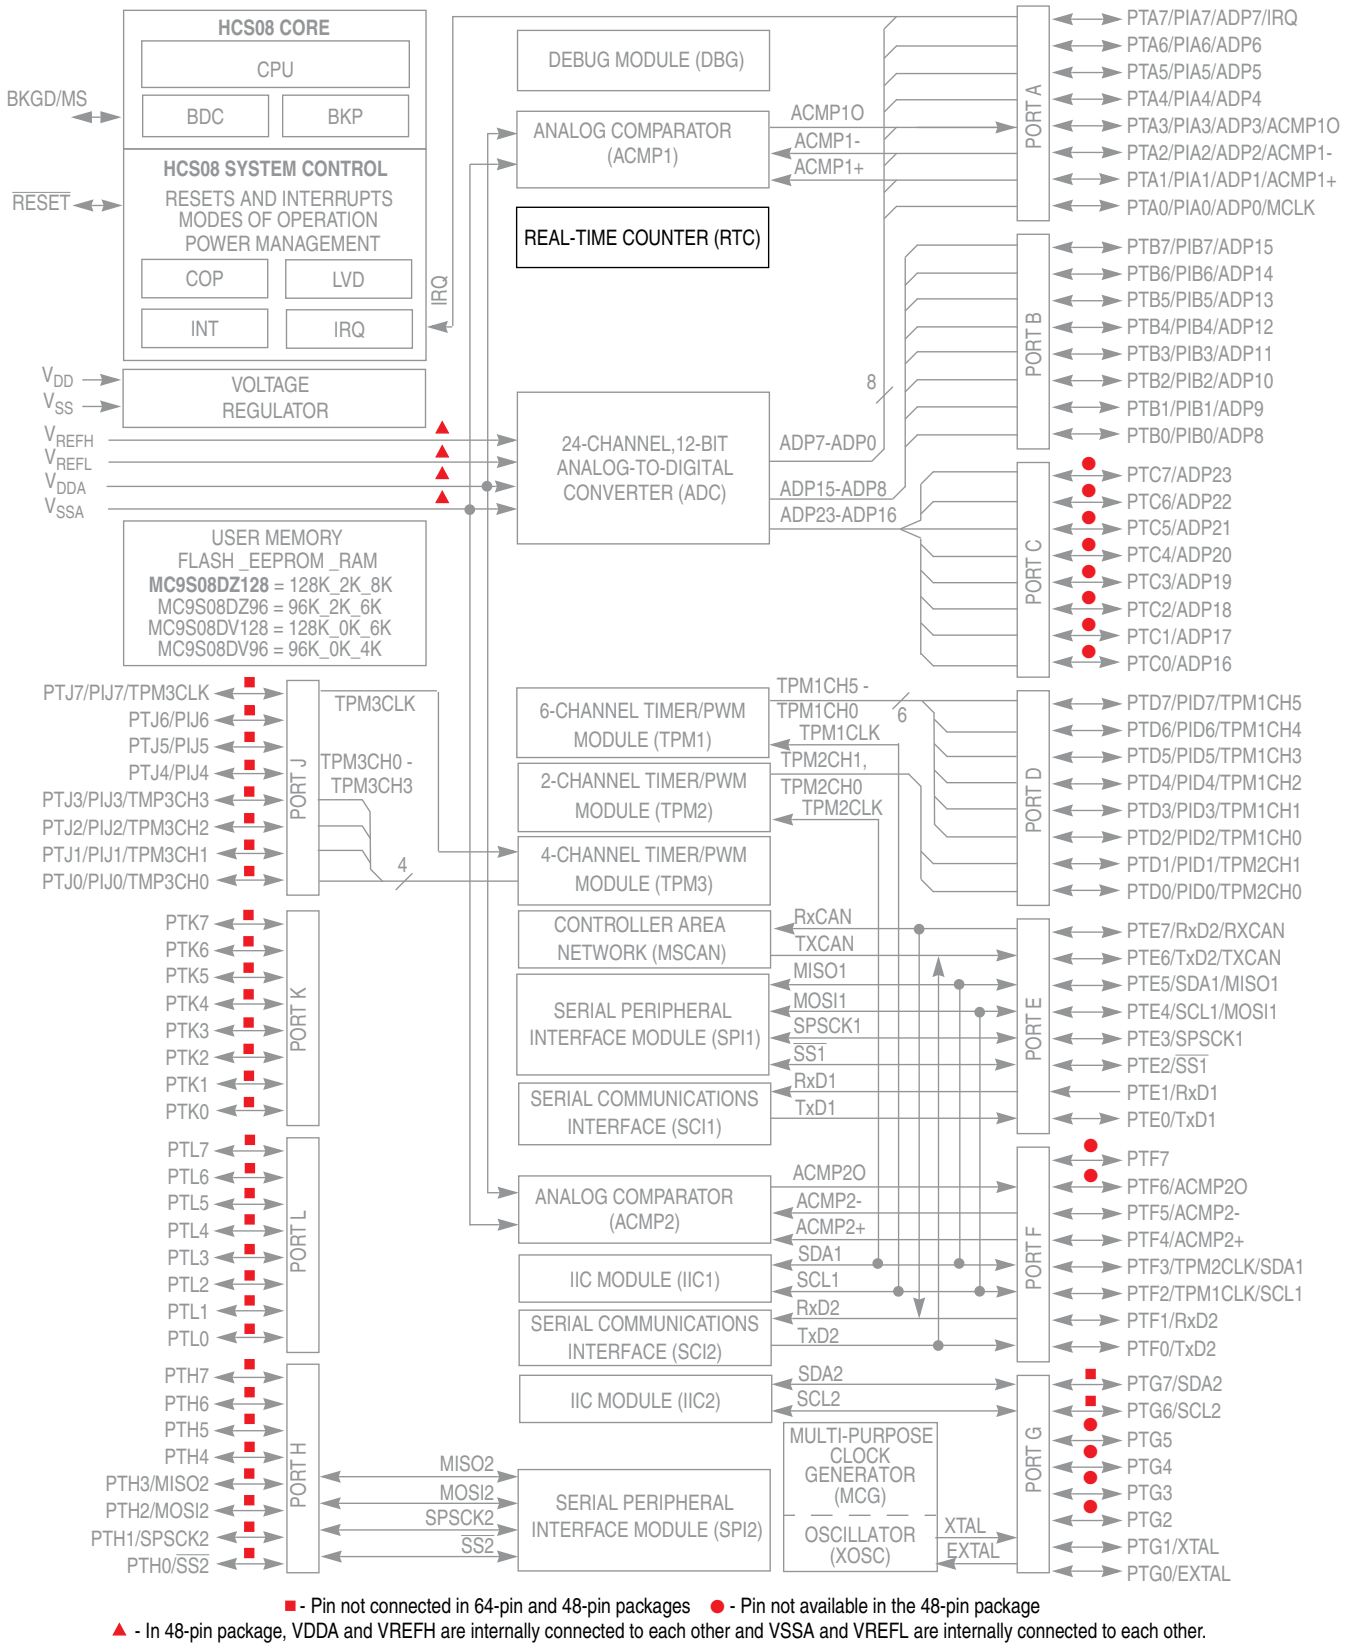 HCS08 CORE
CPU
BDC
BKP
BKGD/MS
HCS08 SYSTEM CONTROL
RESET
RESETS AND INTERRUPTS
MODES OF OPERATION
POWER MANAGEMENT
COP
LVD
INT
IRQ
IRQ
VDD
VSS
VOLTAGE
REGULATOR
VREFH
VREFL
VDDA
VSSA
USER MEMORY
FLASH _EEPROM _RAM
MC9S08DZ128 = 128K_2K_8K
MC9S08DZ96 = 96K_2K_6K
MC9S08DV128 = 128K_0K_6K
MC9S08DV96 = 96K_0K_4K
DEBUG MODULE (DBG)
ANALOG COMPARATOR
(ACMP1)
ACMP1O
ACMP1-
ACMP1+
REAL-TIME COUNTER (RTC)
24-CHANNEL,12-BIT
ANALOG-TO-DIGITAL
CONVERTER (ADC)
8
ADP7-ADP0
ADP15-ADP8
ADP23-ADP16
PORT A
PTA7/PIA7/ADP7/IRQ
PTA6/PIA6/ADP6
PTA5/PIA5/ADP5
PTA4/PIA4/ADP4
PTA3/PIA3/ADP3/ACMP1O
PTA2/PIA2/ADP2/ACMP1-
PTA1/PIA1/ADP1/ACMP1+
PTA0/PIA0/ADP0/MCLK
PORT B
PTB7/PIB7/ADP15
PTB6/PIB6/ADP14
PTB5/PIB5/ADP13
PTB4/PIB4/ADP12
PTB3/PIB3/ADP11
PTB2/PIB2/ADP10
PTB1/PIB1/ADP9
PTB0/PIB0/ADP8
PORT C
PTC7/ADP23
PTC6/ADP22
PTC5/ADP21
PTC4/ADP20
PTC3/ADP19
PTC2/ADP18
PTC1/ADP17
PTC0/ADP16
PTJ7/PIJ7/TPM3CLK
PTJ6/PIJ6
PTJ5/PIJ5
PTJ4/PIJ4
PTJ3/PIJ3/TMP3CH3
PTJ2/PIJ2/TPM3CH2
PTJ1/PIJ1/TPM3CH1
PTJ0/PIJ0/TMP3CH0
PORT J
TPM3CLK
TPM3CH0 -
TPM3CH3
4
6-CHANNEL TIMER/PWM
MODULE (TPM1)
TPM1CH5 -
TPM1CH0
6
TPM1CLK
2-CHANNEL TIMER/PWM
MODULE (TPM2)
TPM2CH1,
TPM2CH0
TPM2CLK
4-CHANNEL TIMER/PWM
MODULE (TPM3)
PORT D
PTD7/PID7/TPM1CH5
PTD6/PID6/TPM1CH4
PTD5/PID5/TPM1CH3
PTD4/PID4/TPM1CH2
PTD3/PID3/TPM1CH1
PTD2/PID2/TPM1CH0
PTD1/PID1/TPM2CH1
PTD0/PID0/TPM2CH0
PTK7
PTK6
PTK5
PTK4
PTK3
PTK2
PTK1
PTK0
PORT K
CONTROLLER AREA
NETWORK (MSCAN)
RxCAN
TXCAN
SERIAL PERIPHERAL
INTERFACE MODULE (SPI1)
MISO1
MOSI1
SPSCK1
SS1
SERIAL COMMUNICATIONS
INTERFACE (SCI1)
RxD1
TxD1
PORT E
PTE7/RxD2/RXCAN
PTE6/TxD2/TXCAN
PTE5/SDA1/MISO1
PTE4/SCL1/MOSI1
PTE3/SPSCK1
PTE2/SS1
PTE1/RxD1
PTE0/TxD1
PTL7
PTL6
PTL5
PTL4
PTL3
PTL2
PTL1
PTL0
PORT L
ANALOG COMPARATOR
(ACMP2)
ACMP2O
ACMP2-
ACMP2+
IIC MODULE (IIC1)
SDA1
SCL1
SERIAL COMMUNICATIONS
INTERFACE (SCI2)
RxD2
TxD2
PORT F
PTF7
PTF6/ACMP2O
PTF5/ACMP2-
PTF4/ACMP2+
PTF3/TPM2CLK/SDA1
PTF2/TPM1CLK/SCL1
PTF1/RxD2
PTF0/TxD2
PTH7
PTH6
PTH5
PTH4
PTH3/MISO2
PTH2/MOSI2
PTH1/SPSCK2
PTH0/SS2
PORT H
MISO2
MOSI2
SPSCK2
SS2
IIC MODULE (IIC2)
SDA2
SCL2
SERIAL PERIPHERAL
INTERFACE MODULE (SPI2)
MULTI-PURPOSE
CLOCK
GENERATOR
(MCG)
OSCILLATOR
(XOSC)
XTAL
EXTAL
PORT G
PTG7/SDA2
PTG6/SCL2
PTG5
PTG4
PTG3
PTG2
PTG1/XTAL
PTG0/EXTAL
- Pin not connected in 64-pin and 48-pin packages
- Pin not available in the 48-pin package
- In 48-pin package, VDDA and VREFH are internally connected to each other and VSSA and VREFL are internally connected to each other.